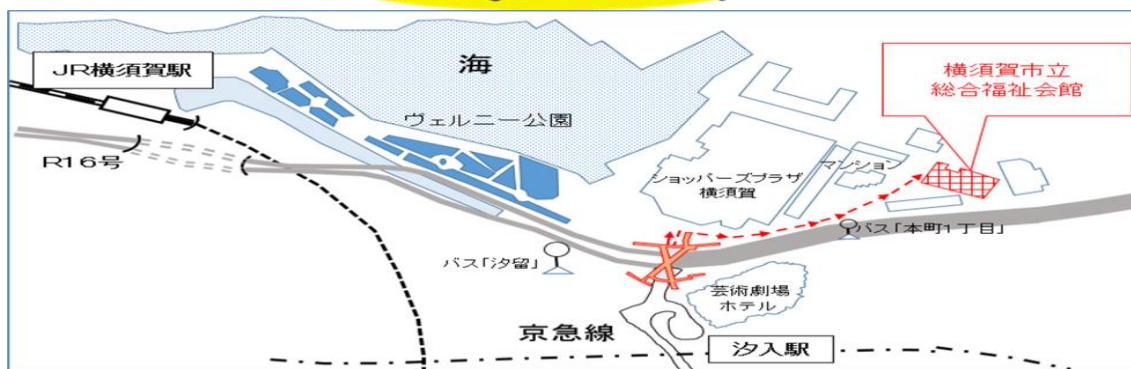 JR横須賀駅
海
横須賀市立
総合福祉会館
ヴェルニー公園
R16号
ショッパーズプラザ
横須賀
マンション
バス「本町1丁目」
バス「汐留」
芸術劇場
ホテル
京急線
汐入駅